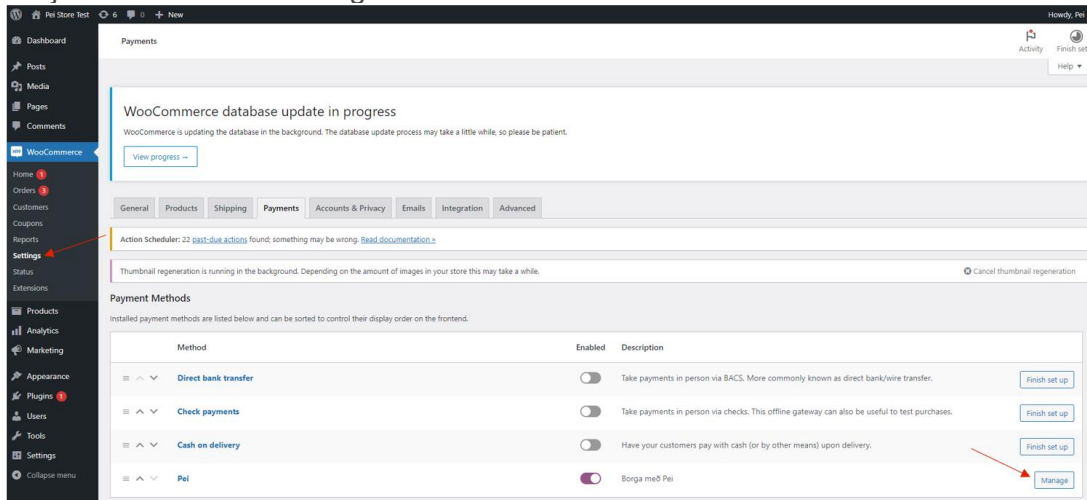 Pei Store Test 6 0 + New Howdy, Pei
Dashboard
Posts
Media
Pages
Comments
WooCommerce
Home 1
Orders 3
Customers
Coupons
Reports
Settings
Status
Extensions
Products
Analytics
Marketing
Appearance
Plugins 1
Users
Tools
Settings
Collapse menu
Payments
Activity Finish set
Help
WooCommerce database update in progress
WooCommerce is updating the database in the background. The database update process may take a little while, so please be patient.
View progress →
General Products Shipping Payments Accounts & Privacy Emails Integration Advanced
Action Scheduler: 22 past-due actions found; something may be wrong. Read documentation »
Thumbnail regeneration is running in the background. Depending on the amount of images in your store this may take a while. Cancel thumbnail regeneration
Payment Methods
Installed payment methods are listed below and can be sorted to control their display order on the frontend.
Method Enabled Description
Direct bank transfer Take payments in person via BACS. More commonly known as direct bank/wire transfer. Finish set up
Check payments Take payments in person via checks. This offline gateway can also be useful to test purchases. Finish set up
Cash on delivery Have your customers pay with cash (or by other means) upon delivery. Finish set up
Pei Borga með Pei Manage